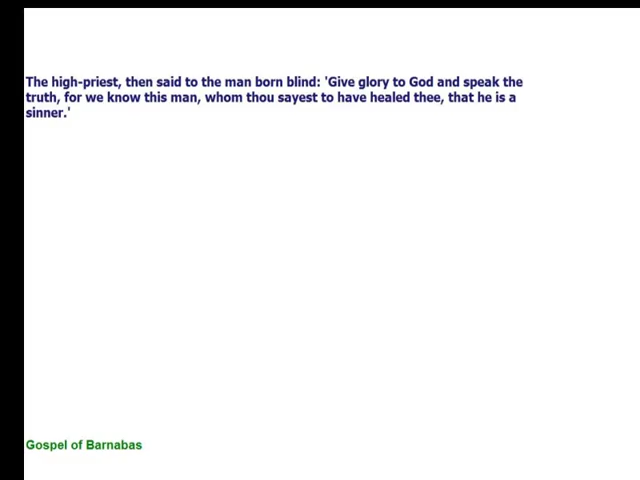 The high-priest, then said to the man born blind: 'Give glory to God and speak the
truth, for we know this man, whom thou sayest to have healed thee, that he is a
sinner.'
Gospel of Barnabas